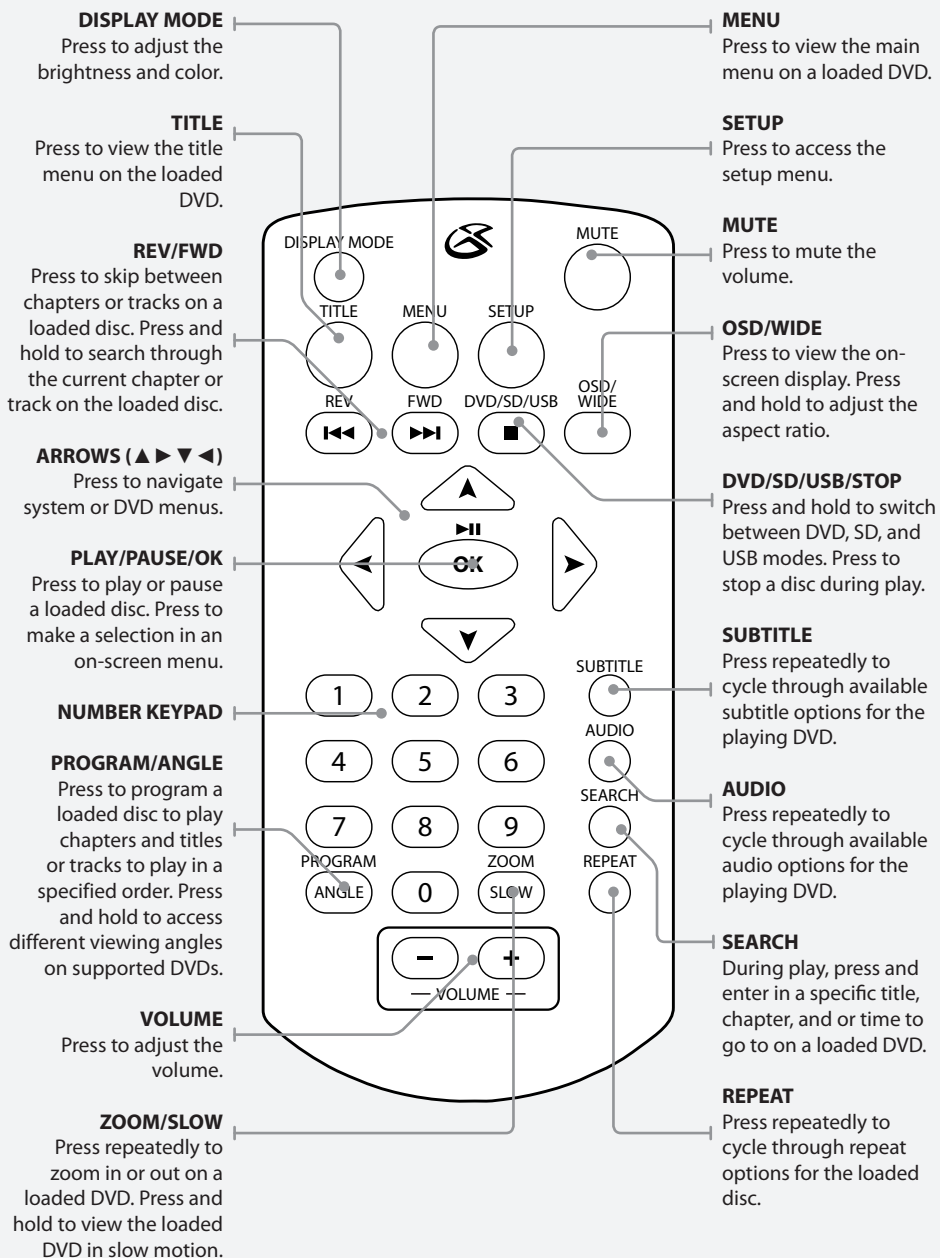 DISPLAY MODE
Press to adjust the
brightness and color.
TITLE
Press to view the title
menu on the loaded
DVD.
REV/FWD
Press to skip between
chapters or tracks on a
loaded disc. Press and
hold to search through
the current chapter or
track on the loaded disc.
ARROWS (▲ ► ▼ ◄)
Press to navigate
system or DVD menus.
PLAY/PAUSE/OK
Press to play or pause
a loaded disc. Press to
make a selection in an
on-screen menu.
NUMBER KEYPAD
PROGRAM/ANGLE
Press to program a
loaded disc to play
chapters and titles
or tracks to play in a
specified order. Press
and hold to access
different viewing angles
on supported DVDs.
VOLUME
Press to adjust the
volume.
ZOOM/SLOW
Press repeatedly to
zoom in or out on a
loaded DVD. Press and
hold to view the loaded
DVD in slow motion.
DISPLAY MODE
MUTE
TITLE MENU SETUP
REV FWD DVD/SD/USB OSD/
WIDE
OK
SUBTITLE
1 2 3
AUDIO
4 5 6
SEARCH
7 8 9
PROGRAM ZOOM REPEAT
ANGLE 0 SLOW
− +
VOLUME
MENU
Press to view the main
menu on a loaded DVD.
SETUP
Press to access the
setup menu.
MUTE
Press to mute the
volume.
OSD/WIDE
Press to view the on-
screen display. Press
and hold to adjust the
aspect ratio.
DVD/SD/USB/STOP
Press and hold to switch
between DVD, SD, and
USB modes. Press to
stop a disc during play.
SUBTITLE
Press repeatedly to
cycle through available
subtitle options for the
playing DVD.
AUDIO
Press repeatedly to
cycle through available
audio options for the
playing DVD.
SEARCH
During play, press and
enter in a specific title,
chapter, and or time to
go to on a loaded DVD.
REPEAT
Press repeatedly to
cycle through repeat
options for the loaded
disc.